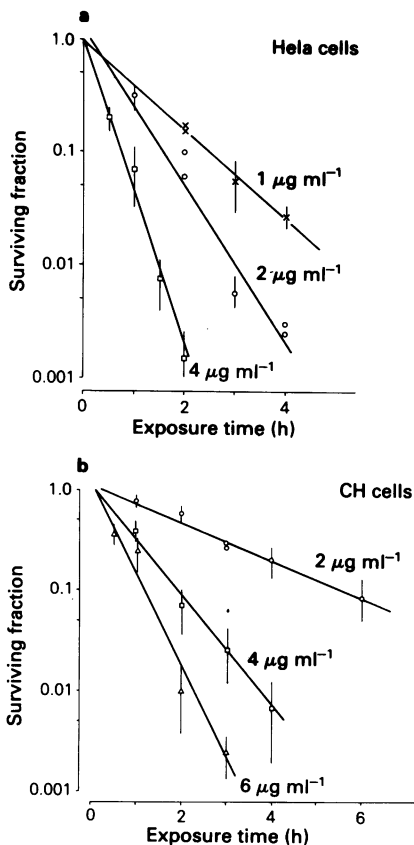 a
Hela cells
1.0
0.1
0.01
0.001
Surviving fraction
1 μg ml⁻¹
2 μg ml⁻¹
4 μg ml⁻¹
0 2 4
Exposure time (h)
b
CH cells
1.0
0.1
0.01
0.001
Surviving fraction
2 μg ml⁻¹
4 μg ml⁻¹
6 μg ml⁻¹
0 2 4 6
Exposure time (h)